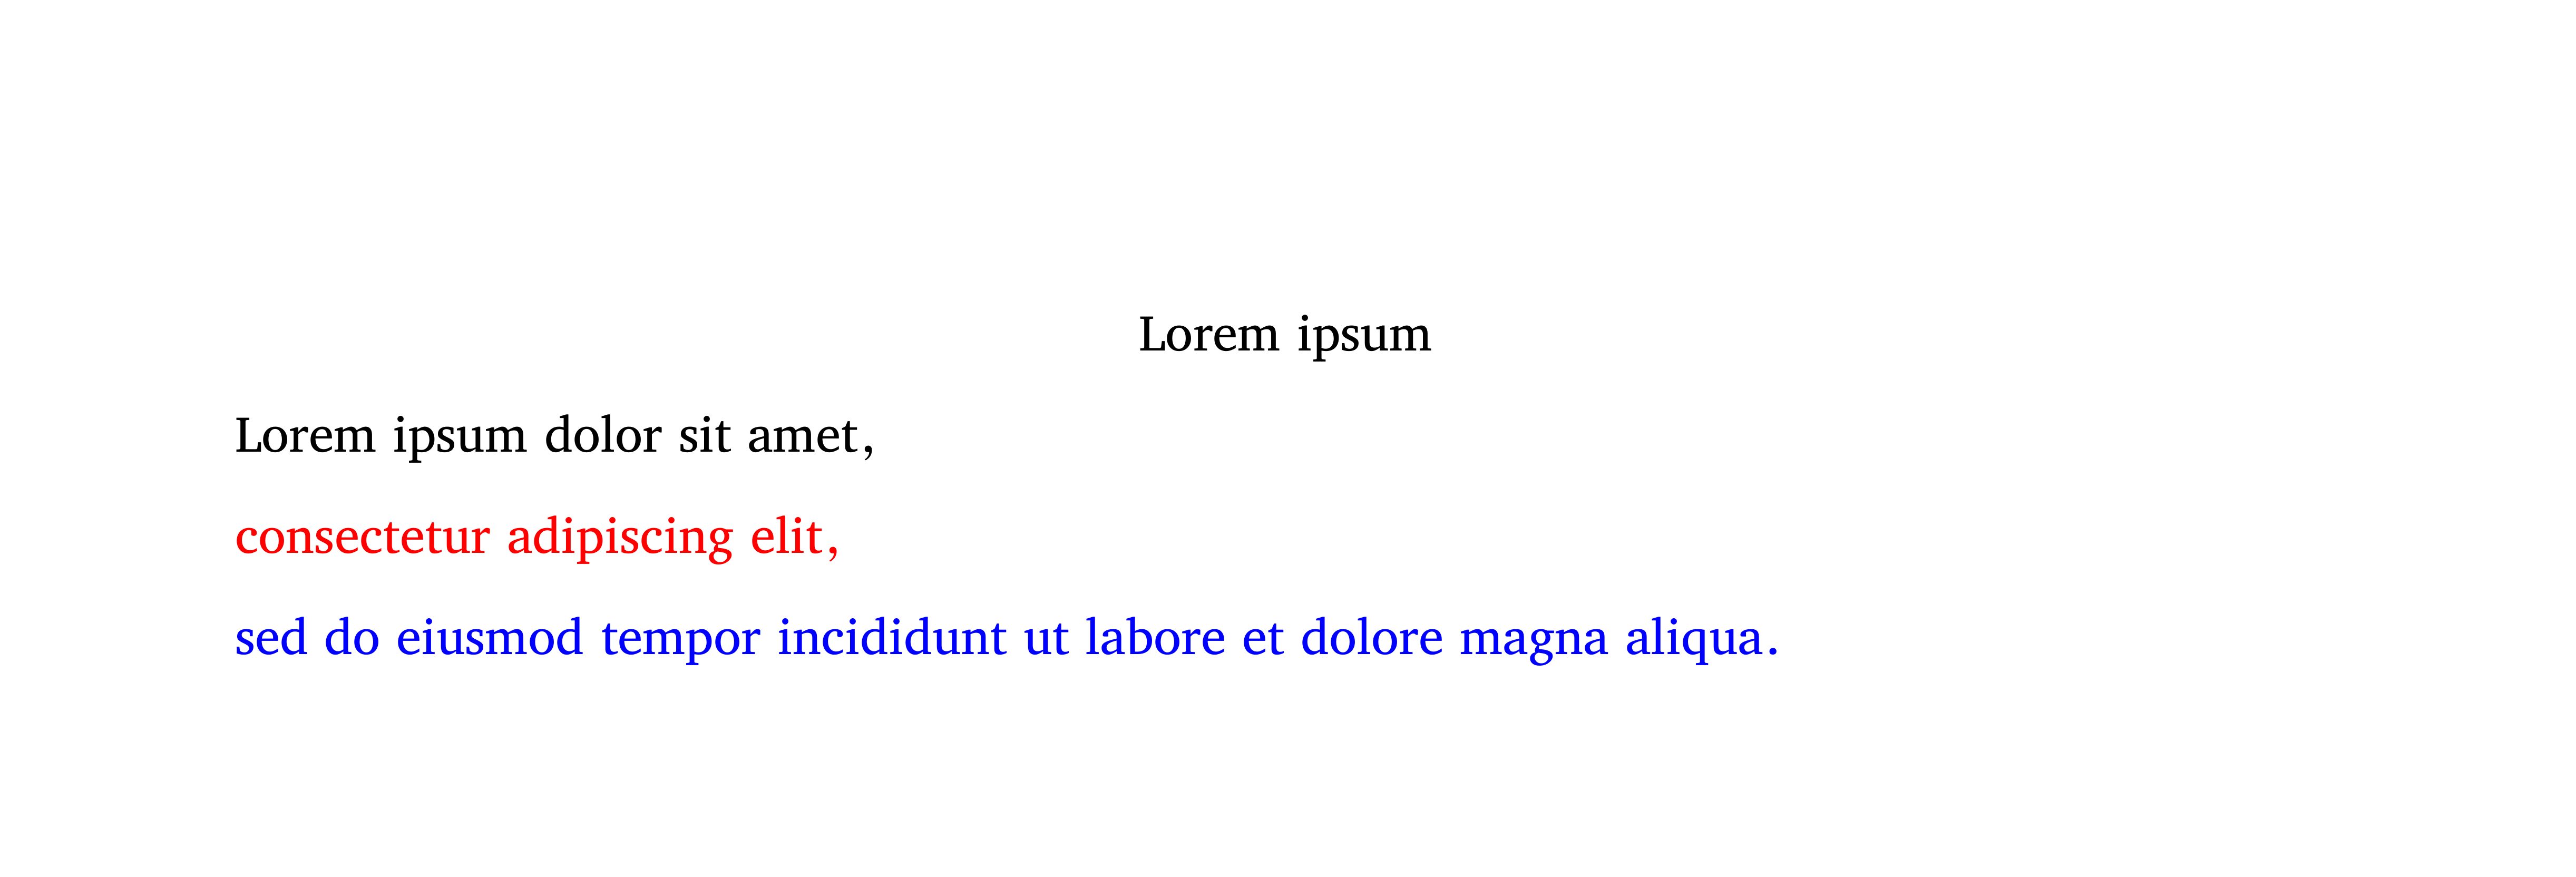 Lorem ipsum
Lorem ipsum dolor sit amet,
consectetur adipiscing elit,
sed do eiusmod tempor incididunt ut labore et dolore magna aliqua.